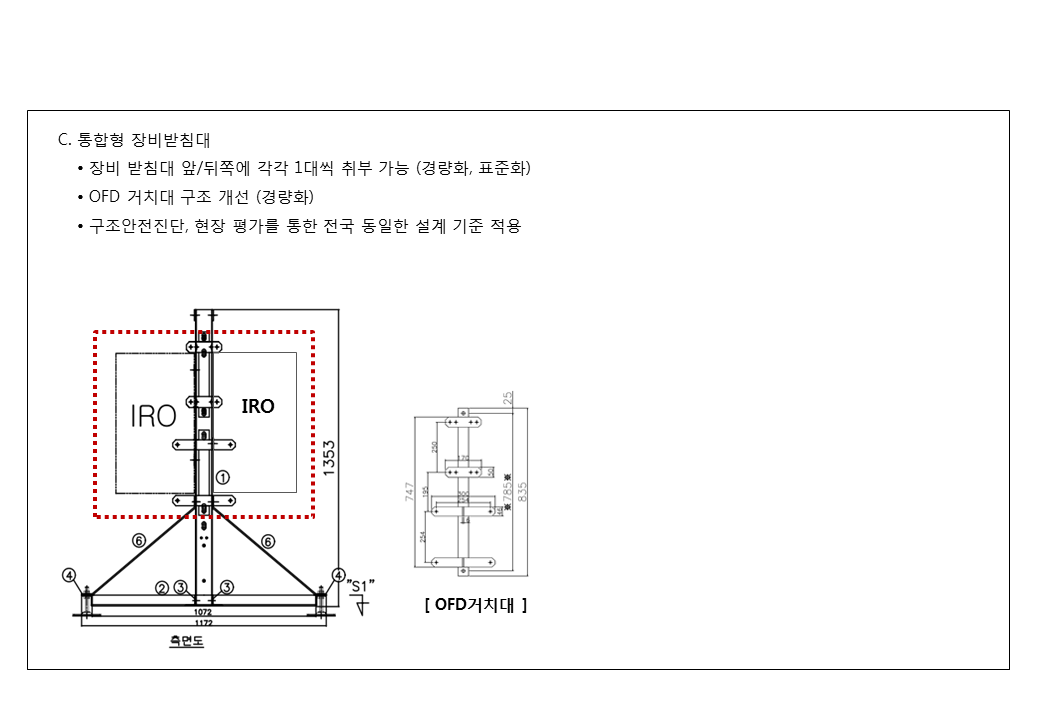 C. 통합형 장비받침대
• 장비 받침대 앞/뒤쪽에 각각 1대씩 취부 가능 (경량화, 표준화)
• OFD 거치대 구조 개선 (경량화)
• 구조안전진단, 현장 평가를 통한 전국 동일한 설계 기준 적용
IRO
IRO
1353
①
⑥
⑥
④
②
③
③
④
"S1"
1072
1172
측면도
25
250
170
50
747
195
※785※
835
254
[ OFD거치대 ]